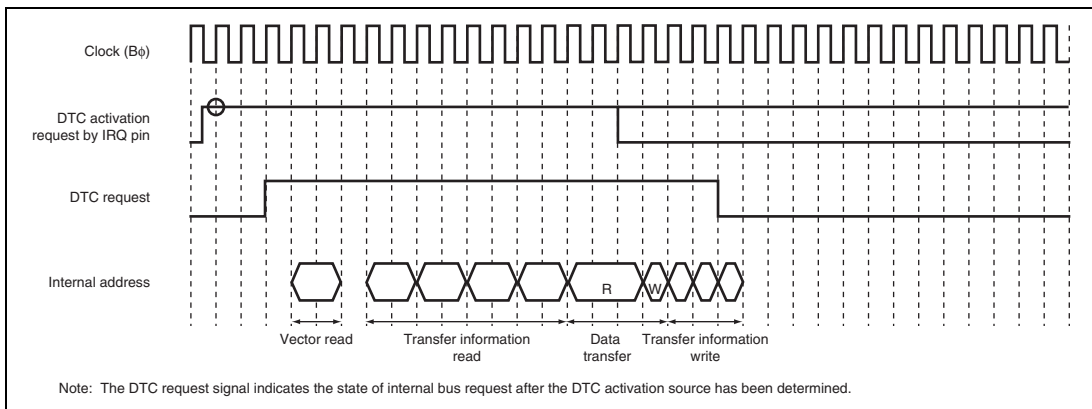 Clock (Bϕ)
DTC activation
request by IRQ pin
DTC request
Internal address
R
W
Vector read
Transfer information
read
Data
transfer
Transfer information
write
Note: The DTC request signal indicates the state of internal bus request after the DTC activation source has been determined.